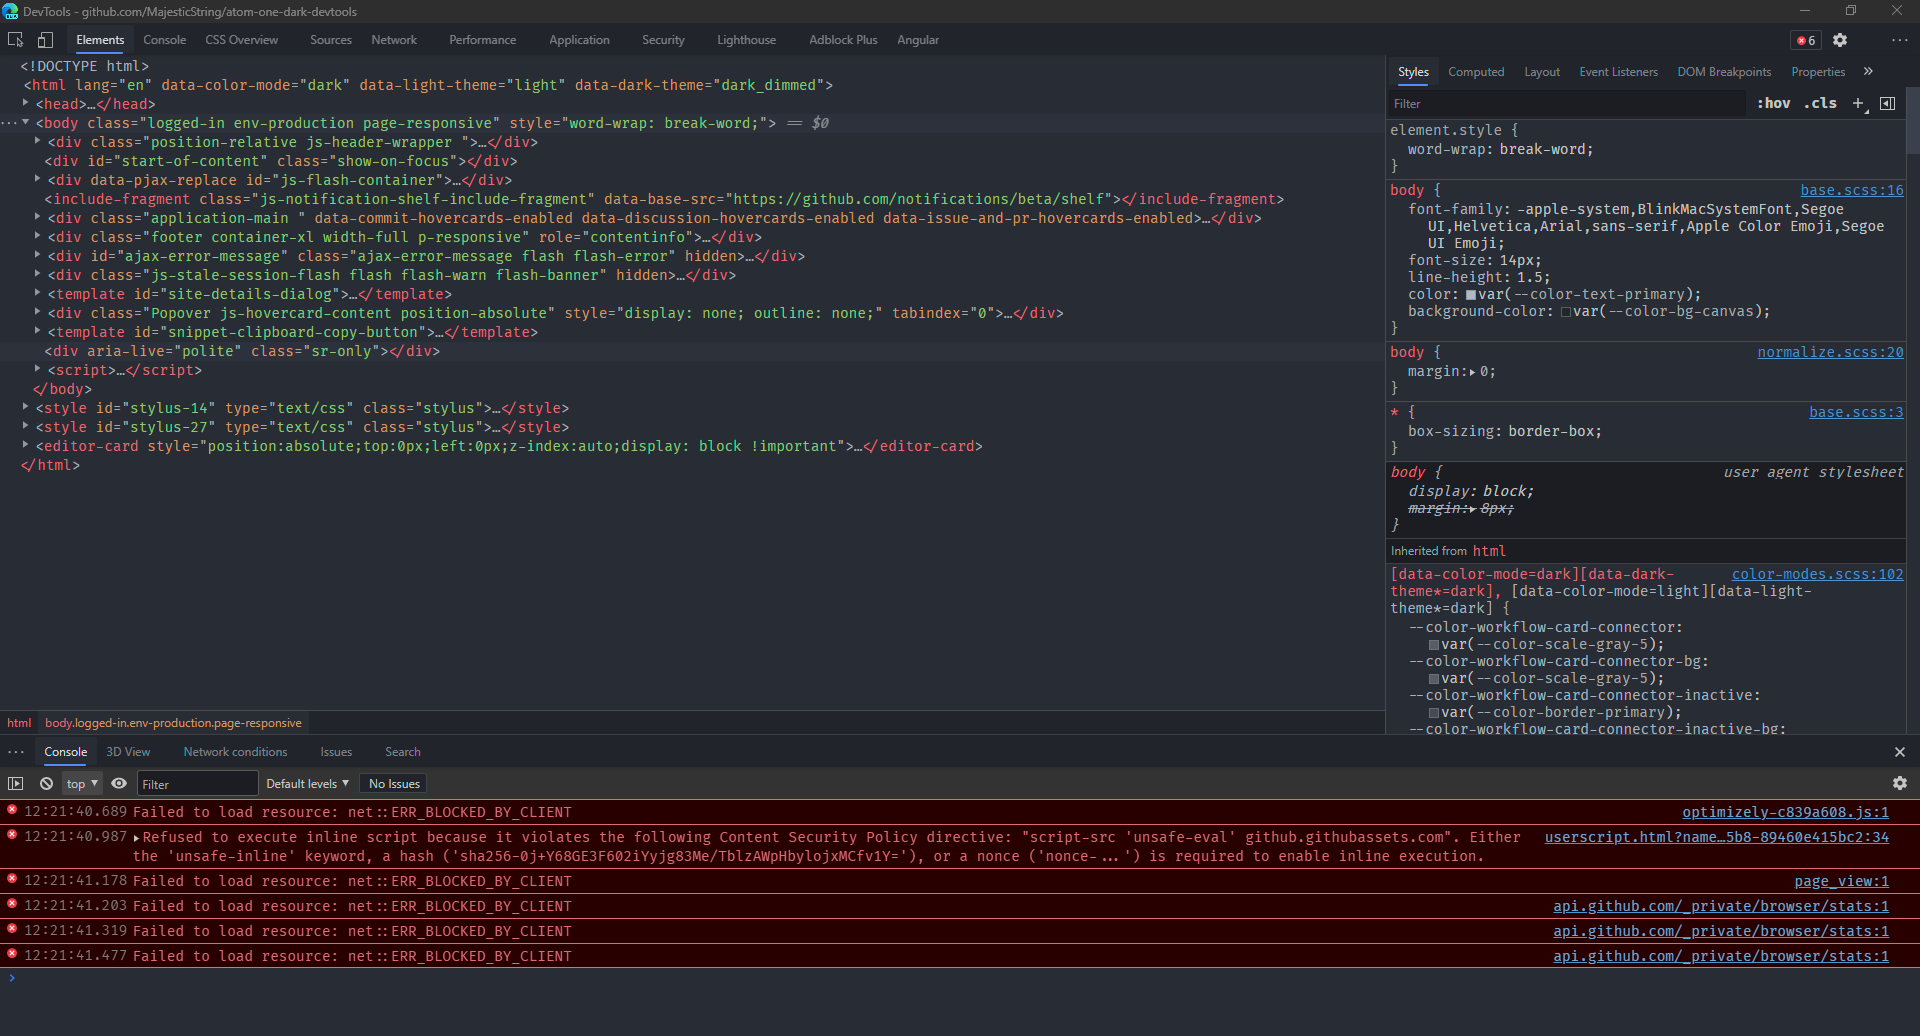 DevTools - github.com/MajesticString/atom-one-dark-devtools
Elements Console CSS Overview Sources Network Performance Application Security Lighthouse Adblock Plus Angular 6
<!DOCTYPE html>
<html lang="en" data-color-mode="dark" data-light-theme="light" data-dark-theme="dark_dimmed">
<head>…</head>
<body class="logged-in env-production page-responsive" style="word-wrap: break-word;"> == $0
<div class="position-relative js-header-wrapper ">…</div>
<div id="start-of-content" class="show-on-focus"></div>
<div data-pjax-replace id="js-flash-container">…</div>
<include-fragment class="js-notification-shelf-include-fragment" data-base-src="https://github.com/notifications/beta/shelf"></include-fragment>
<div class="application-main " data-commit-hovercards-enabled data-discussion-hovercards-enabled data-issue-and-pr-hovercards-enabled>…</div>
<div class="footer container-xl width-full p-responsive" role="contentinfo">…</div>
<div id="ajax-error-message" class="ajax-error-message flash flash-error" hidden>…</div>
<div class="js-stale-session-flash flash flash-warn flash-banner" hidden>…</div>
<template id="site-details-dialog">…</template>
<div class="Popover js-hovercard-content position-absolute" style="display: none; outline: none;" tabindex="0">…</div>
<template id="snippet-clipboard-copy-button">…</template>
<div aria-live="polite" class="sr-only"></div>
<script>…</script>
</body>
<style id="stylus-14" type="text/css" class="stylus">…</style>
<style id="stylus-27" type="text/css" class="stylus">…</style>
<editor-card style="position:absolute;top:0px;left:0px;z-index:auto;display: block !important">…</editor-card>
</html>
html body.logged-in.env-production.page-responsive
Styles Computed Layout Event Listeners DOM Breakpoints Properties »
Filter :hov .cls +
element.style {
word-wrap: break-word;
}
body { base.scss:16
font-family: -apple-system,BlinkMacSystemFont,Segoe
UI,Helvetica,Arial,sans-serif,Apple Color Emoji,Segoe
UI Emoji;
font-size: 14px;
line-height: 1.5;
color: var(--color-text-primary);
background-color: var(--color-bg-canvas);
}
body { normalize.scss:20
margin: 0;
}
* { base.scss:3
box-sizing: border-box;
}
body { user agent stylesheet
display: block;
margin: 8px;
}
Inherited from html
[data-color-mode=dark][data-dark- color-modes.scss:102
theme*=dark], [data-color-mode=light][data-light-
theme*=dark] {
--color-workflow-card-connector:
var(--color-scale-gray-5);
--color-workflow-card-connector-bg:
var(--color-scale-gray-5);
--color-workflow-card-connector-inactive:
var(--color-border-primary);
--color-workflow-card-connector-inactive-bg:
Console 3D View Network conditions Issues Search
top Filter Default levels No Issues
12:21:40.689 Failed to load resource: net::ERR_BLOCKED_BY_CLIENT optimizely-c839a608.js:1
12:21:40.987 Refused to execute inline script because it violates the following Content Security Policy directive: "script-src 'unsafe-eval' github.githubassets.com". Either userscript.html?name…5b8-89460e415bc2:34
the 'unsafe-inline' keyword, a hash ('sha256-0j+Y68GE3F602iYyjg83Me/TblzAWpHbylojxMCfv1Y='), or a nonce ('nonce-...') is required to enable inline execution.
12:21:41.178 Failed to load resource: net::ERR_BLOCKED_BY_CLIENT page_view:1
12:21:41.203 Failed to load resource: net::ERR_BLOCKED_BY_CLIENT api.github.com/_private/browser/stats:1
12:21:41.319 Failed to load resource: net::ERR_BLOCKED_BY_CLIENT api.github.com/_private/browser/stats:1
12:21:41.477 Failed to load resource: net::ERR_BLOCKED_BY_CLIENT api.github.com/_private/browser/stats:1